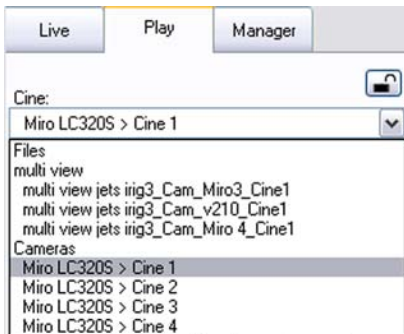 Live Play Manager
Cine:
Miro LC320S > Cine 1
Files
multi view
multi view jets irig3_Cam_Miro3_Cine1
multi view jets irig3_Cam_v210_Cine1
multi view jets irig3_Cam_Miro 4_Cine1
Cameras
Miro LC320S > Cine 1
Miro LC320S > Cine 2
Miro LC320S > Cine 3
Miro LC320S > Cine 4